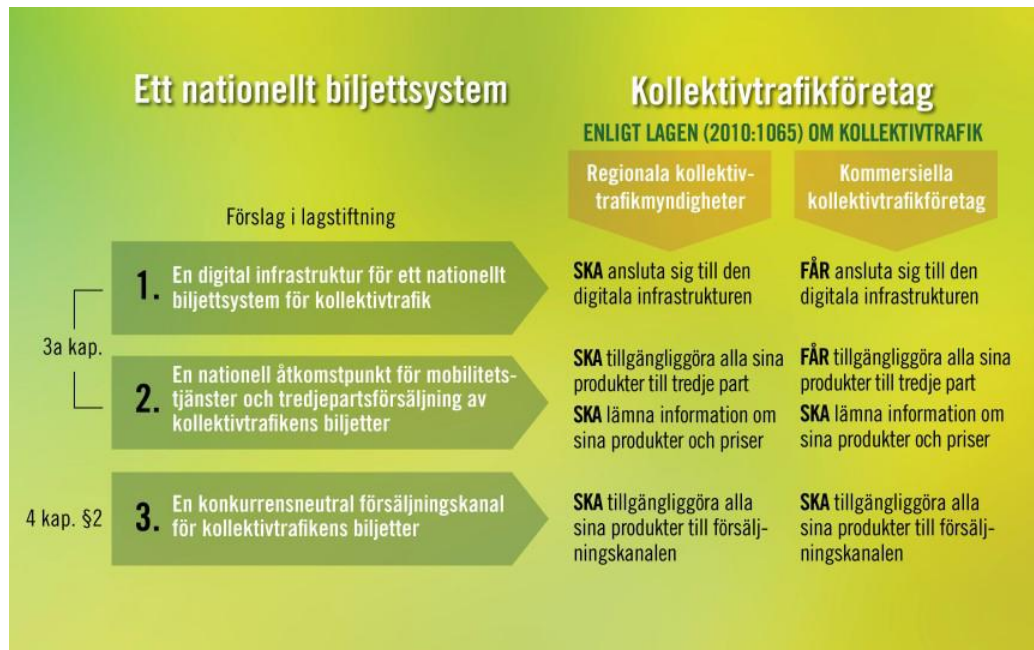 Ett nationellt biljettsystem
Kollektivtrafikföretag
ENLIGT LAGEN (2010:1065) OM KOLLEKTIVTRAFIK
Regionala kollektiv-
trafikmyndigheter
Kommersiella
kollektivtrafikföretag
Förslag i lagstiftning
3a kap.
1. En digital infrastruktur för ett nationellt
biljettsystem för kollektivtrafik
SKA ansluta sig till den
digitala infrastrukturen
FÅR ansluta sig till den
digitala infrastrukturen
2. En nationell åtkomstpunkt för mobilitets-
tjänster och tredjepartsförsäljning av
kollektivtrafikens biljetter
SKA tillgängliggöra alla sina
produkter till tredje part
SKA lämna information om
sina produkter och priser
FÅR tillgängliggöra alla sina
produkter till tredje part
SKA lämna information om
sina produkter och priser
4 kap. §2
3. En konkurrensneutral försäljningskanal
för kollektivtrafikens biljetter
SKA tillgängliggöra alla
sina produkter till försälj-
ningskanalen
SKA tillgängliggöra alla
sina produkter till försälj-
ningskanalen